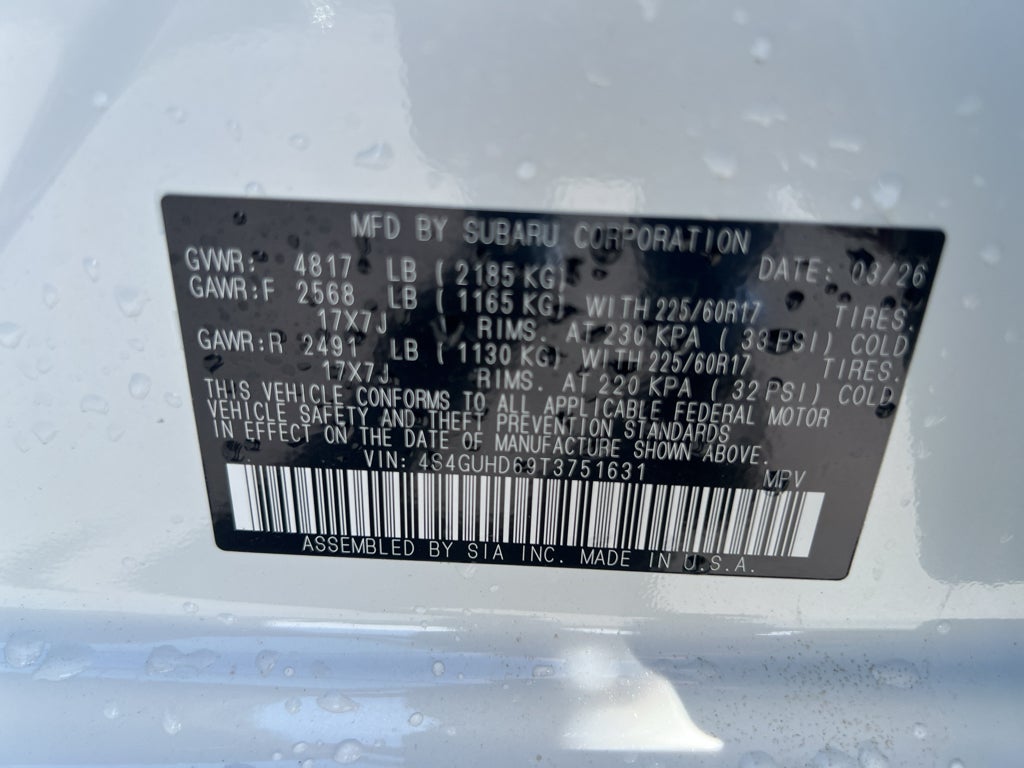 MFD BY SUBARU CORPORATION
GVWR: 4817 LB ( 2185 KG) DATE: 03/26
GAWR:F 2568 LB ( 1165 KG) WITH 225/60R17 TIRES.
17X7J RIMS. AT 230 KPA ( 33 PSI) COLD
GAWR:R 2491 LB ( 1130 KG) WITH 225/60R17 TIRES.
17X7J RIMS. AT 220 KPA ( 32 PSI) COLD.
THIS VEHICLE CONFORMS TO ALL APPLICABLE FEDERAL MOTOR
VEHICLE SAFETY AND THEFT PREVENTION STANDARDS
IN EFFECT ON THE DATE OF MANUFACTURE SHOWN ABOVE.
VIN: 4S4GUHD69T3751631 MPV
ASSEMBLED BY SIA INC. MADE IN U.S.A.